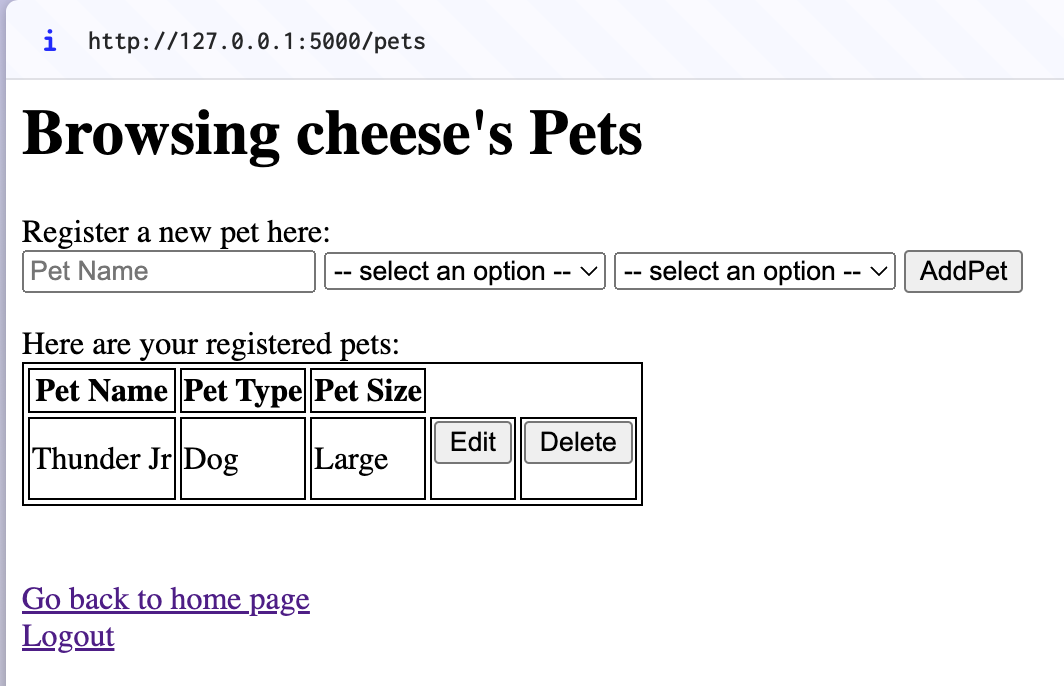 i http://127.0.0.1:5000/pets
Browsing cheese's Pets
Register a new pet here:
Pet Name -- select an option -- -- select an option -- AddPet
Here are your registered pets:
Pet Name Pet Type Pet Size
Thunder Jr Dog Large Edit Delete
Go back to home page
Logout